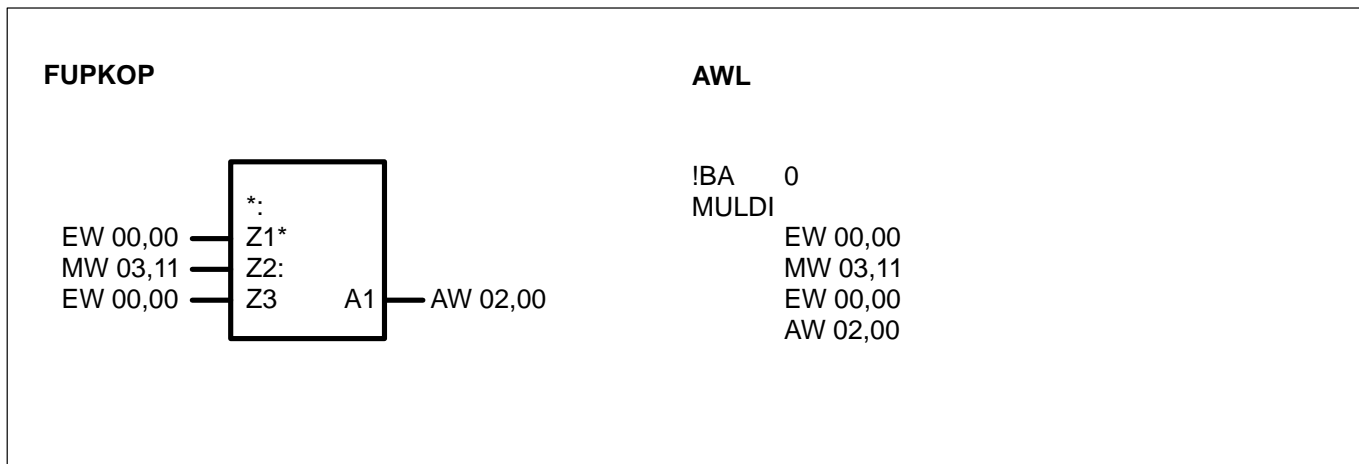 FUPKOP
*:
EW 00,00 Z1*
MW 03,11 Z2:
EW 00,00 Z3 A1 AW 02,00
AWL
!BA 0
MULDI
EW 00,00
MW 03,11
EW 00,00
AW 02,00